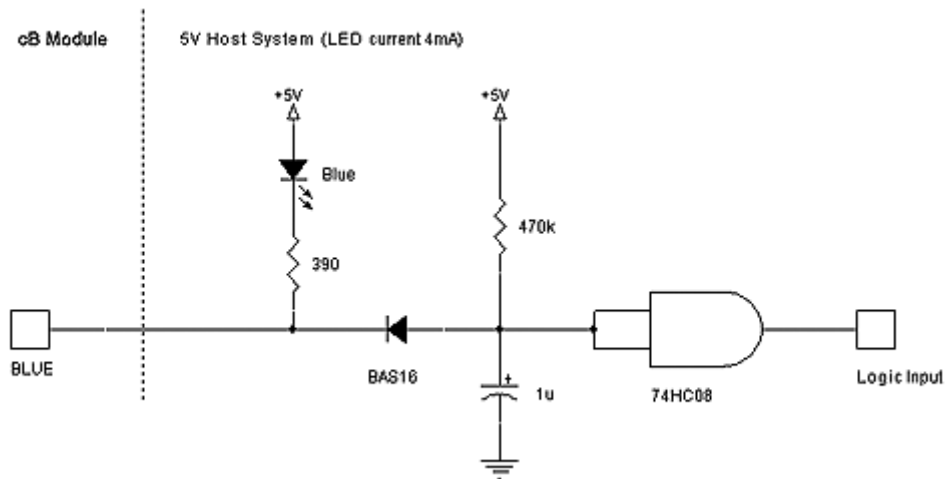 cB Module
5V Host System (LED current 4mA)
+5V
+5V
Blue
470k
390
BLUE
BAS16
+
1u
74HC08
Logic Input